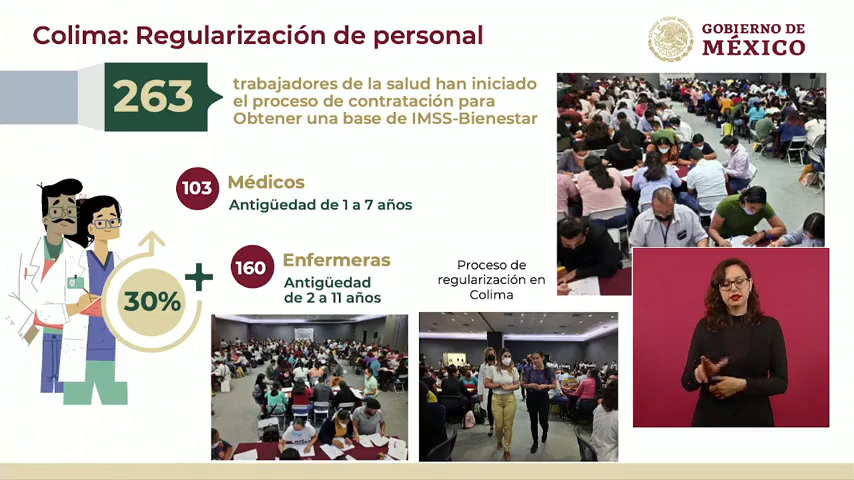 Colima: Regularización de personal
GOBIERNO DE
MÉXICO
263
trabajadores de la salud han iniciado
el proceso de contratación para
Obtener una base de IMSS-Bienestar
103
Médicos
Antigüedad de 1 a 7 años
30%
+
160
Enfermeras
Antigüedad
de 2 a 11 años
Proceso de
regularización en
Colima